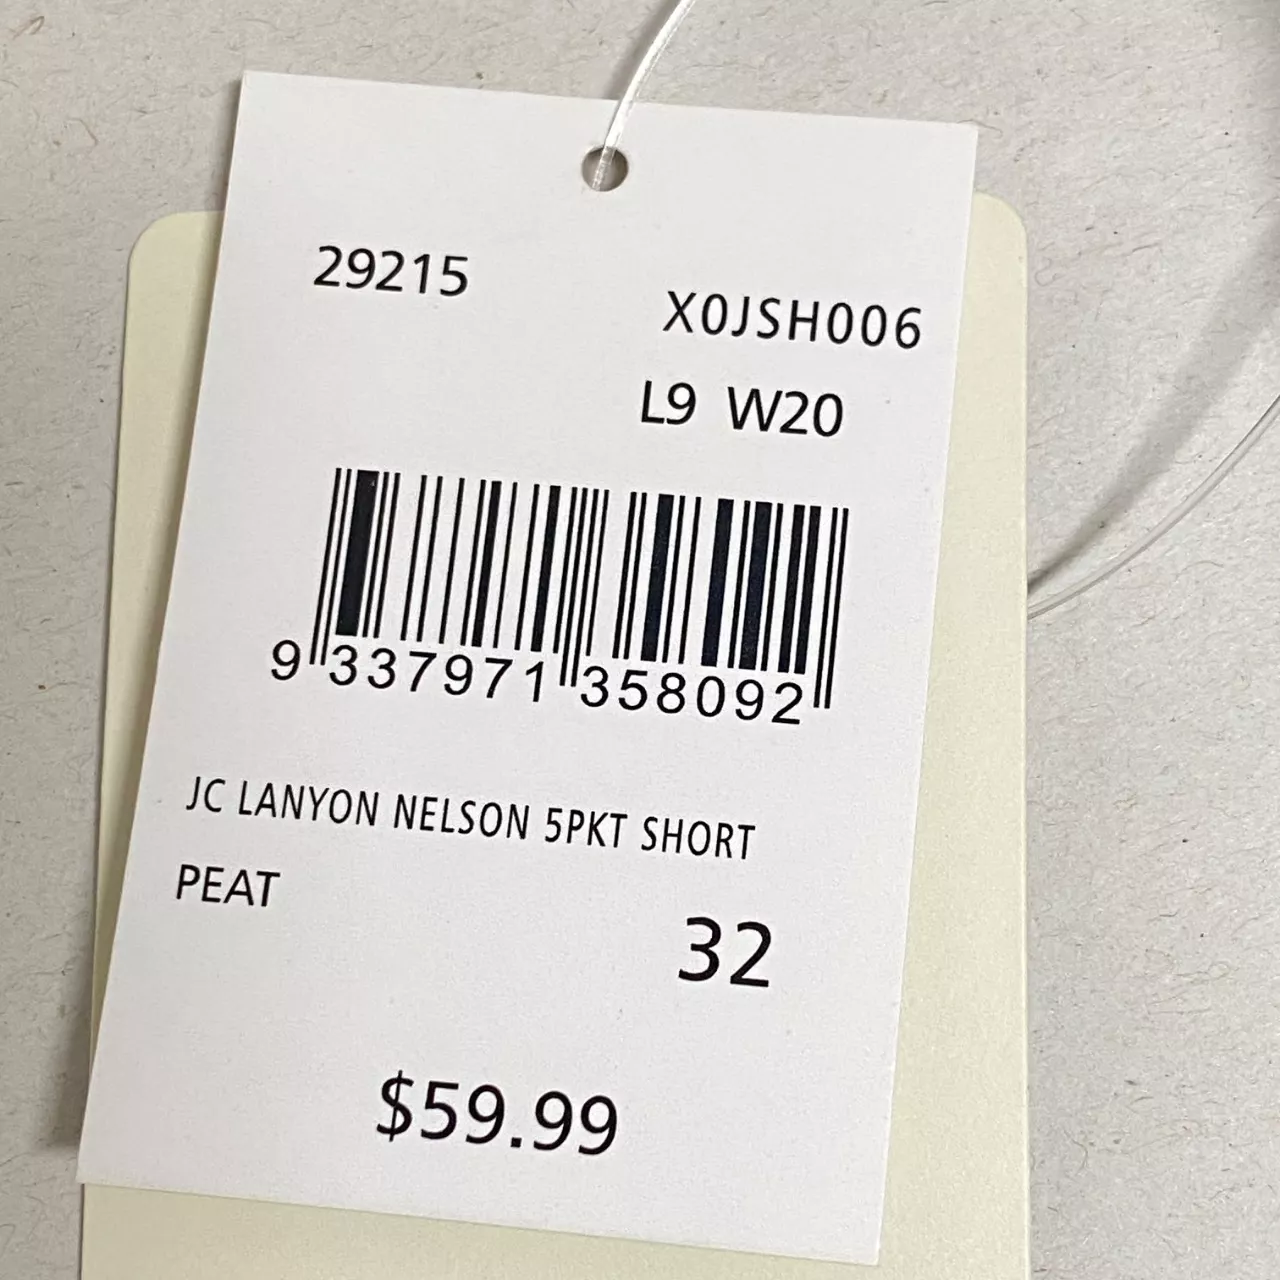 29215
X0JSH006
L9 W20
9 337971 358092
JC LANYON NELSON 5PKT SHORT
PEAT
32
$59.99